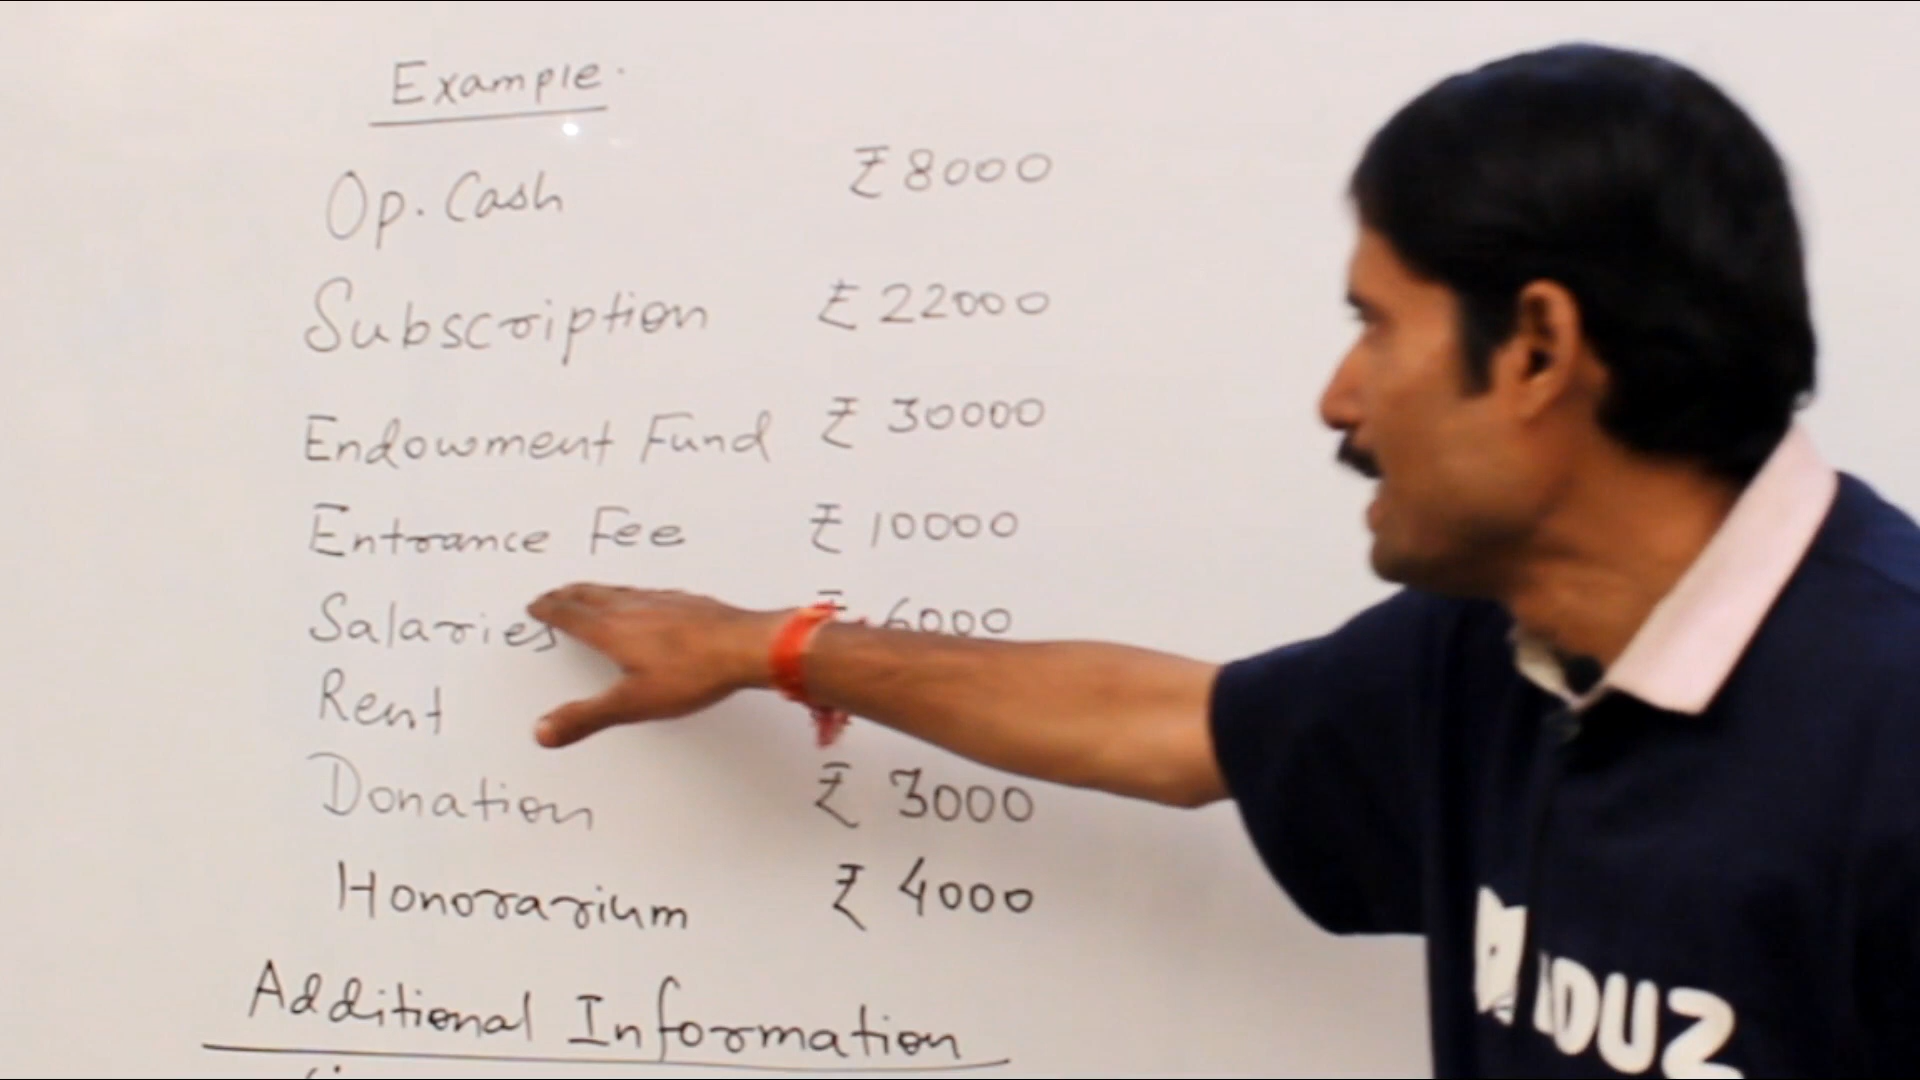 Example.
Op. Cash ₹ 8000
Subscription ₹ 22000
Endowment Fund ₹ 30000
Entrance Fee ₹ 10000
Salaries ₹ 6000
Rent
Donation ₹ 3000
Honorarium ₹ 4000
Additional Information